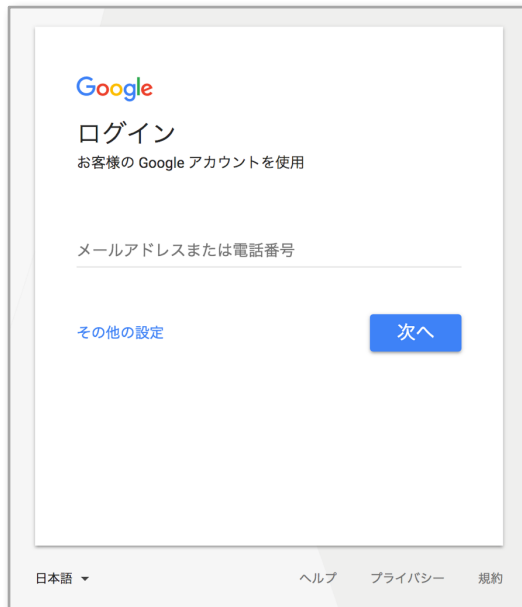 Google
ログイン
お客様の Google アカウントを使用
メールアドレスまたは電話番号
その他の設定
次へ
日本語
ヘルプ プライバシー 規約